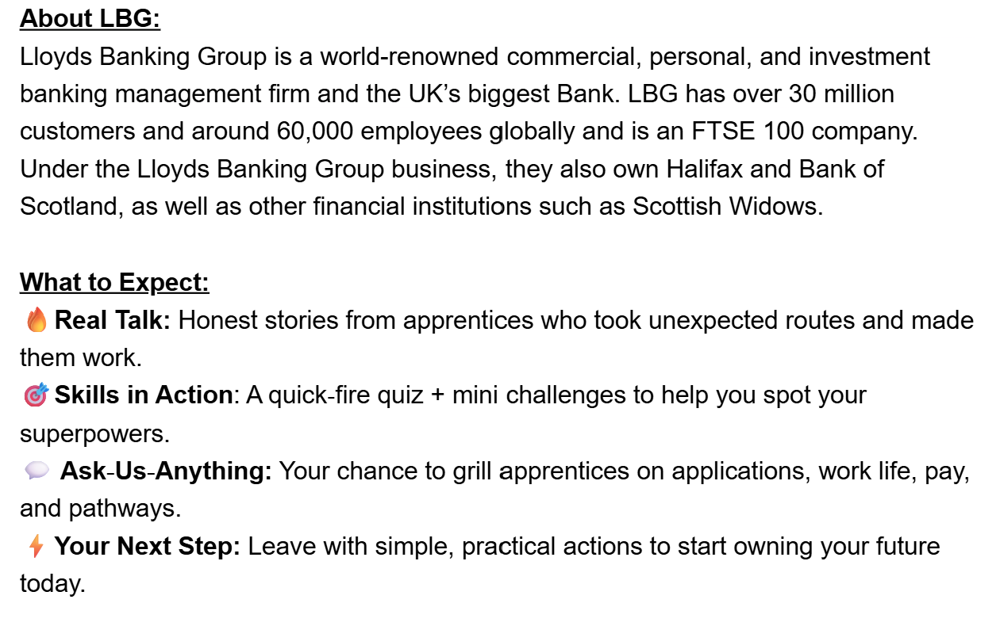 About LBG:
Lloyds Banking Group is a world-renowned commercial, personal, and investment
banking management firm and the UK’s biggest Bank. LBG has over 30 million
customers and around 60,000 employees globally and is an FTSE 100 company.
Under the Lloyds Banking Group business, they also own Halifax and Bank of
Scotland, as well as other financial institutions such as Scottish Widows.
What to Expect:
🔥 Real Talk: Honest stories from apprentices who took unexpected routes and made
them work.
🎯 Skills in Action: A quick-fire quiz + mini challenges to help you spot your
superpowers.
💬 Ask-Us-Anything: Your chance to grill apprentices on applications, work life, pay,
and pathways.
⚡ Your Next Step: Leave with simple, practical actions to start owning your future
today.